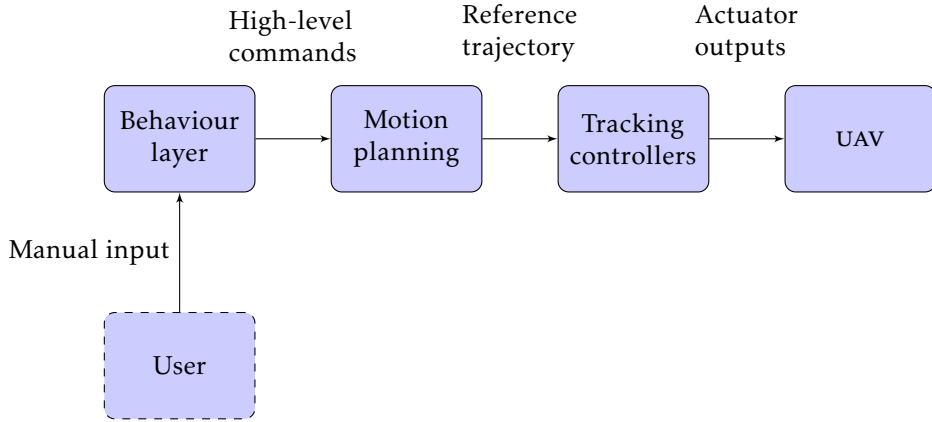 High-level
commands
Reference
trajectory
Actuator
outputs
Behaviour
layer
Motion
planning
Tracking
controllers
UAV
Manual input
User